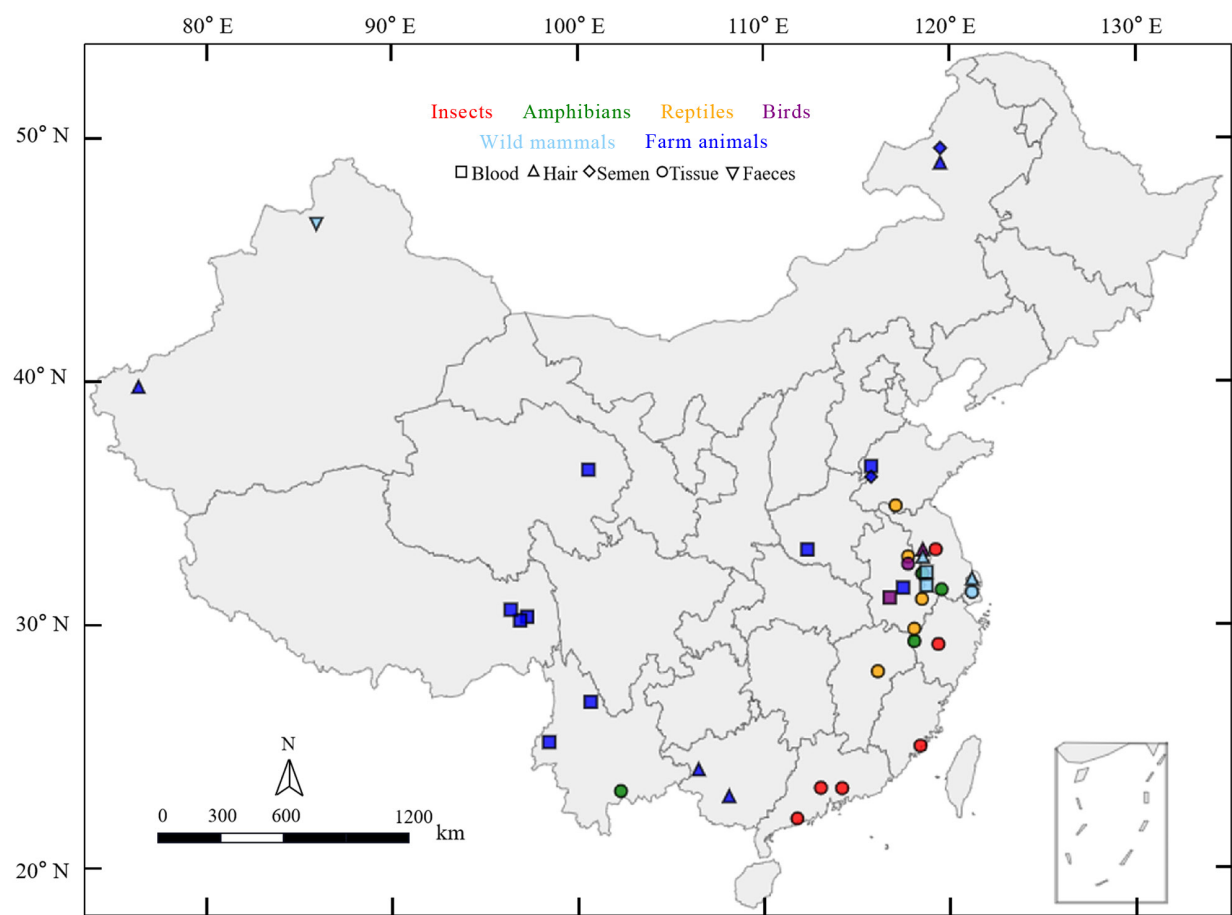 80° E 90° E 100° E 110° E 120° E 130° E
Insects Amphibians Reptiles Birds
50° N
Wild mammals Farm animals
Blood Hair Semen Tissue Faeces
40° N
30° N
N
0 300 600 1200
km
20° N